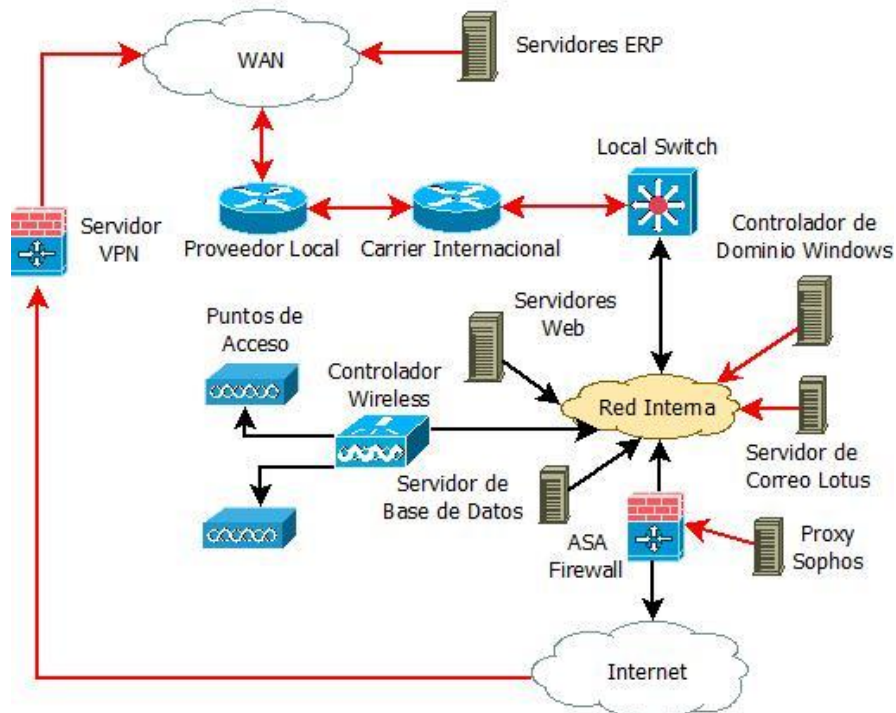 WAN
Servidores ERP
Local Switch
Servidor
VPN
Proveedor Local
Carrier Internacional
Controlador de
Dominio Windows
Puntos de
Acceso
Servidores
Web
Controlador
Wireless
Red Interna
Servidor de
Base de Datos
Servidor de
Correo Lotus
ASA
Firewall
Proxy
Sophos
Internet